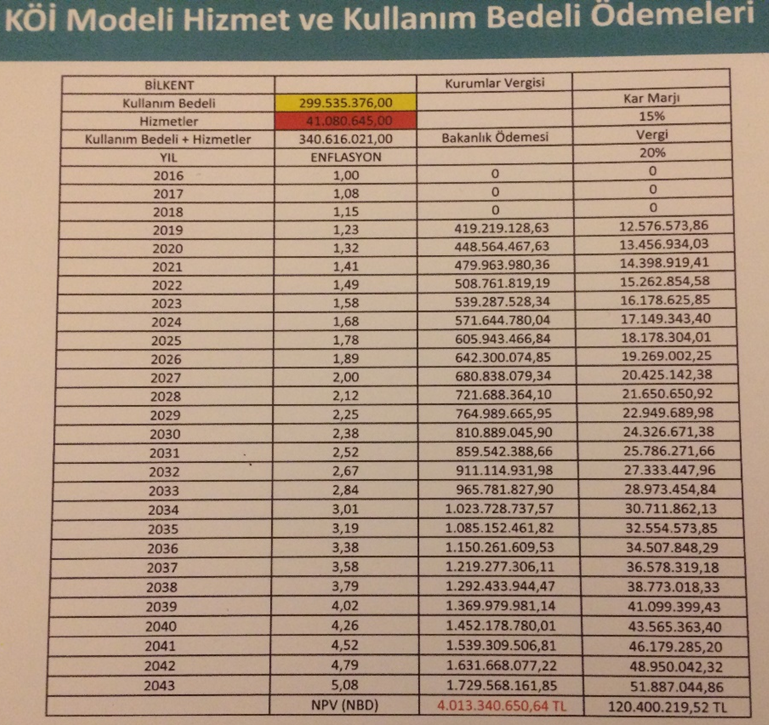 KÖİ Modeli Hizmet ve Kullanım Bedeli Ödemeleri
BİLKENT Kurumlar Vergisi
Kullanım Bedeli 299.535.376,00 Kar Marjı
Hizmetler 41.080.645,00 15%
Kullanım Bedeli + Hizmetler 340.616.021,00 Bakanlık Ödemesi Vergi
YIL ENFLASYON 20%
2016 1,00 0 0
2017 1,08 0 0
2018 1,15 0 0
2019 1,23 419.219.128,63 12.576.573,86
2020 1,32 448.564.467,63 13.456.934,03
2021 1,41 479.963.980,36 14.398.919,41
2022 1,49 508.761.819,19 15.262.854,58
2023 1,58 539.287.528,34 16.178.625,85
2024 1,68 571.644.780,04 17.149.343,40
2025 1,78 605.943.466,84 18.178.304,01
2026 1,89 642.300.074,85 19.269.002,25
2027 2,00 680.838.079,34 20.425.142,38
2028 2,12 721.688.364,10 21.650.650,92
2029 2,25 764.989.665,95 22.949.689,98
2030 2,38 810.889.045,90 24.326.671,38
2031 2,52 859.542.388,66 25.786.271,66
2032 2,67 911.114.931,98 27.333.447,96
2033 2,84 965.781.827,90 28.973.454,84
2034 3,01 1.023.728.737,57 30.711.862,13
2035 3,19 1.085.152.461,82 32.554.573,85
2036 3,38 1.150.261.609,53 34.507.848,29
2037 3,58 1.219.277.306,11 36.578.319,18
2038 3,79 1.292.433.944,47 38.773.018,33
2039 4,02 1.369.979.981,14 41.099.399,43
2040 4,26 1.452.178.780,01 43.565.363,40
2041 4,52 1.539.309.506,81 46.179.285,20
2042 4,79 1.631.668.077,22 48.950.042,32
2043 5,08 1.729.568.161,85 51.887.044,86
NPV (NBD) 4.013.340.650,64 TL 120.400.219,52 TL